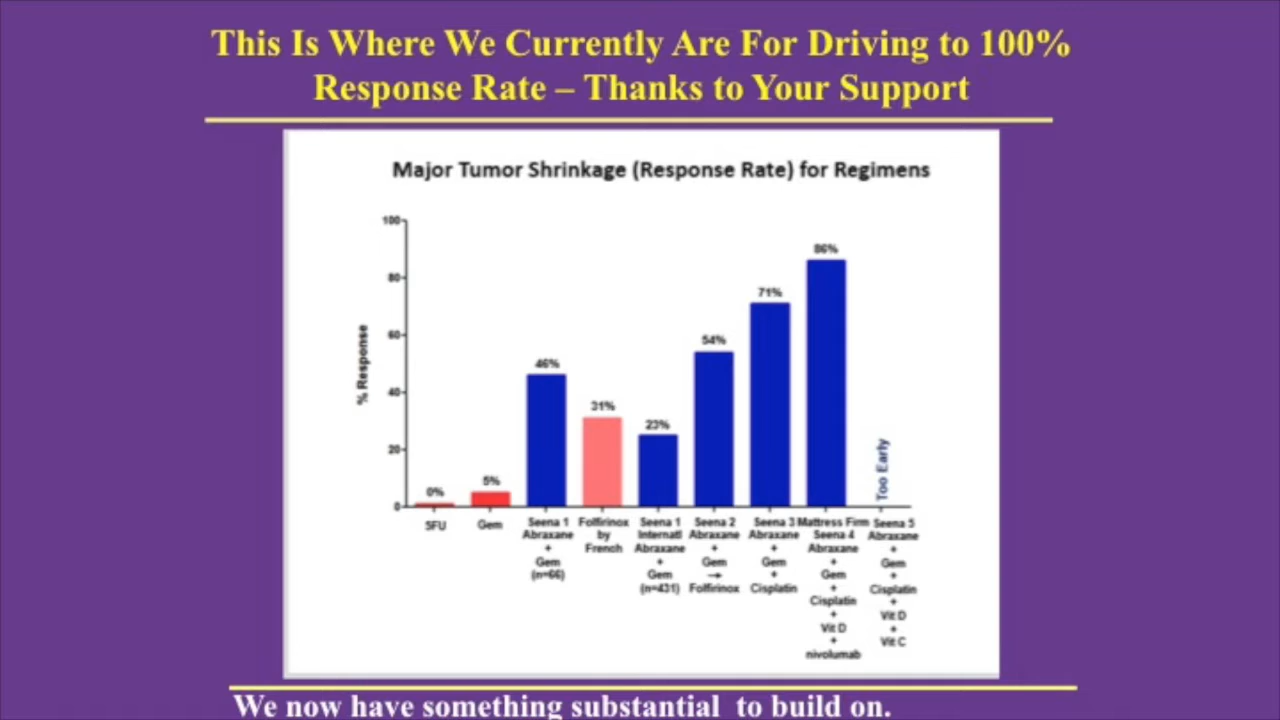 This Is Where We Currently Are For Driving to 100%
Response Rate – Thanks to Your Support
Major Tumor Shrinkage (Response Rate) for Regimens
% Response
100
80
60
40
20
0
0%
5%
46%
31%
23%
54%
71%
86%
Too Early
5FU
Gem
Seena 1
Abraxane
+
Gem
(n=66)
Folfirinox
by
French
Seena 1
Internatl
Abraxane
+
Gem
(n=431)
Seena 2
Abraxane
+
Gem
→
Folfirinox
Seena 3
Abraxane
+
Gem
+
Cisplatin
Mattress Firm
Seena 4
Abraxane
+
Gem
+
Cisplatin
+
Vit D
+
nivolumab
Seena 5
Abraxane
+
Gem
+
Cisplatin
+
Vit D
+
Vit C
We now have something substantial to build on.